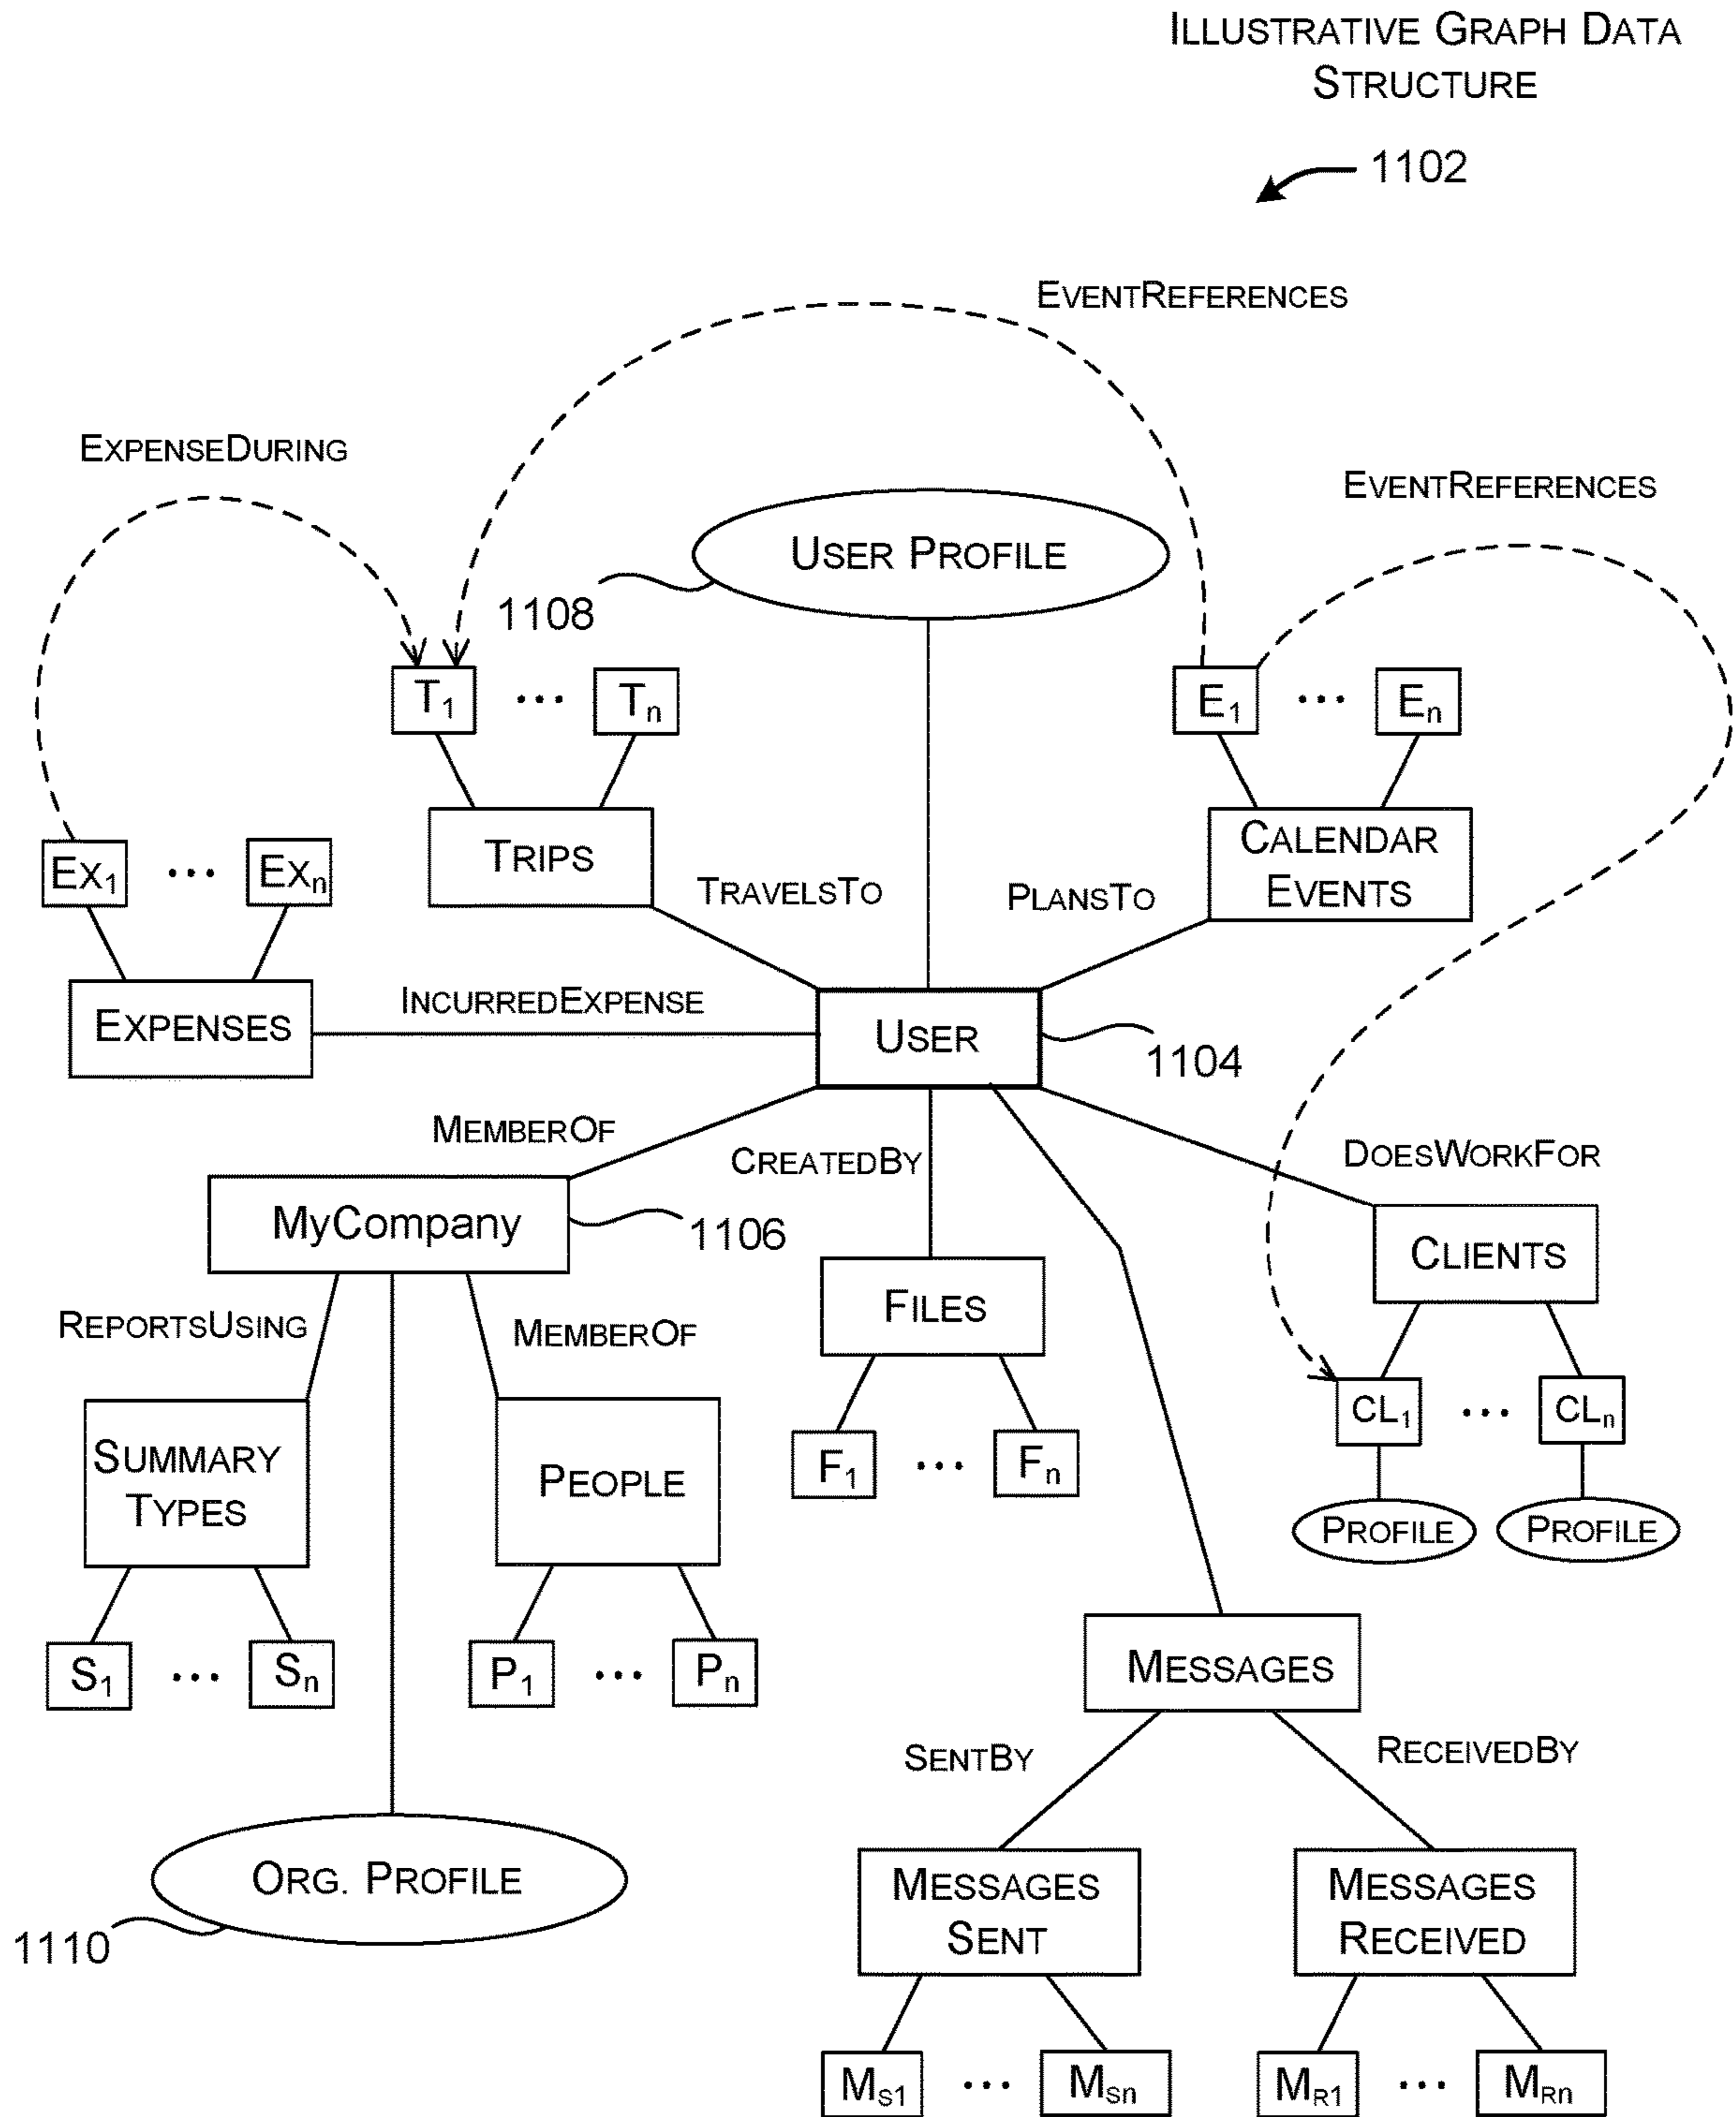 ILLUSTRATIVE GRAPH DATA
STRUCTURE
1102
EVENTREFERENCES
EXPENSEDURING
EVENTREFERENCES
USER PROFILE
1108
T1 ... Tn
E1 ... En
TRIPS
CALENDAR
EVENTS
EX1 ... EXn
TRAVELSTO
PLANSTO
EXPENSES
INCURREDEXPENSE
USER
1104
MEMBEROF
CREATEDBY
DOESWORKFOR
MyCompany
1106
CLIENTS
FILES
REPORTSUSING
MEMBEROF
CL1 ... CLn
SUMMARY
TYPES
PEOPLE
F1 ... Fn
PROFILE
PROFILE
S1 ... Sn
P1 ... Pn
MESSAGES
SENTBY
RECEIVEDBY
ORG. PROFILE
1110
MESSAGES
SENT
MESSAGES
RECEIVED
MS1 ... MSn
MR1 ... MRn